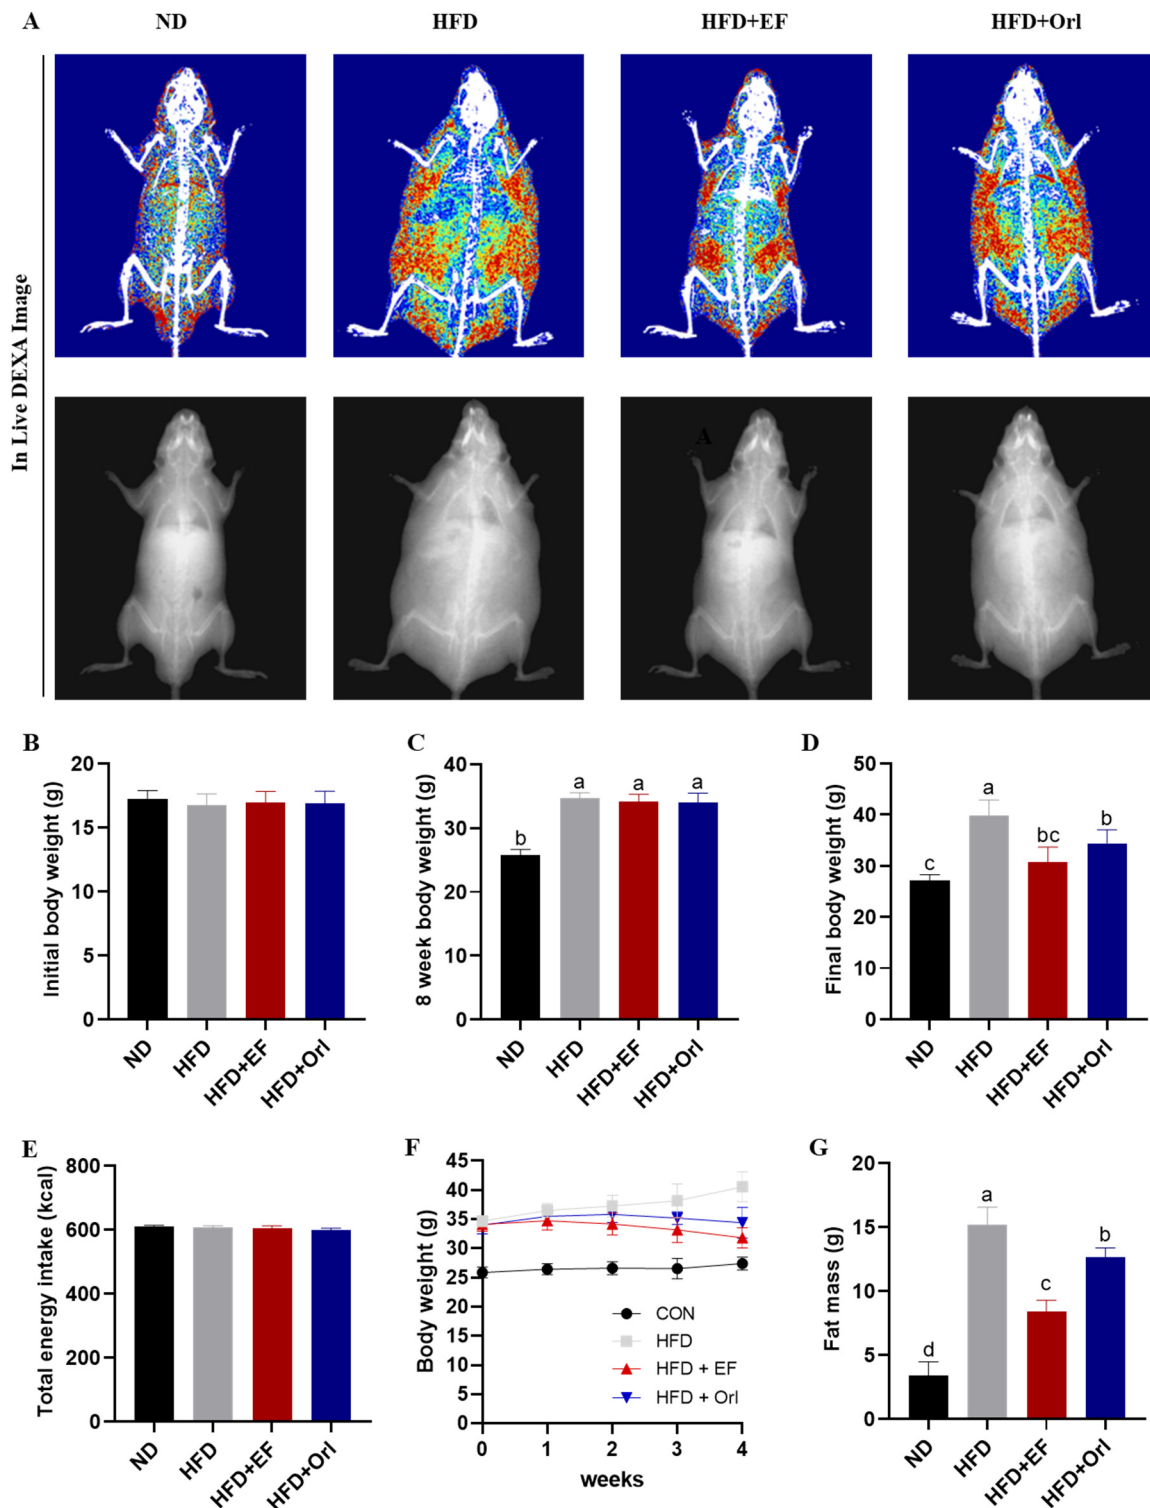 A
ND
HFD
HFD+EF
HFD+Orl
In Live DEXA Image
A
B
Initial body weight (g)
20
15
10
5
0
ND
HFD
HFD+EF
HFD+Orl
C
8 week body weight (g)
40
30
20
10
0
b
a
a
a
ND
HFD
HFD+EF
HFD+Orl
D
Final body weight (g)
50
40
30
20
10
0
c
a
bc
b
ND
HFD
HFD+EF
HFD+Orl
E
Total energy intake (kcal)
800
600
400
200
0
ND
HFD
HFD+EF
HFD+Orl
F
Body weight (g)
45
40
35
30
25
20
15
10
5
0
CON
HFD
HFD + EF
HFD + Orl
0 1 2 3 4
weeks
G
Fat mass (g)
20
15
10
5
0
d
a
c
b
ND
HFD
HFD+EF
HFD+Orl